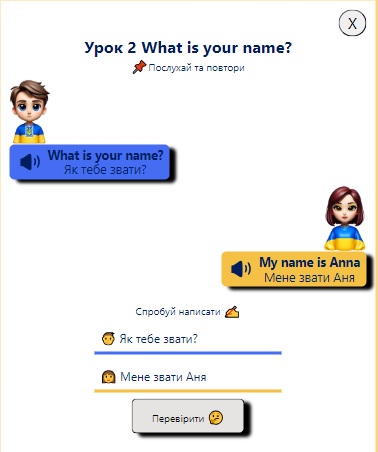 X
Урок 2 What is your name?
📌 Послухай та повтори
What is your name?
Як тебе звати?
My name is Anna
Мене звати Аня
Спробуй написати ✍️
Як тебе звати?
Мене звати Аня
Перевірити 🤔